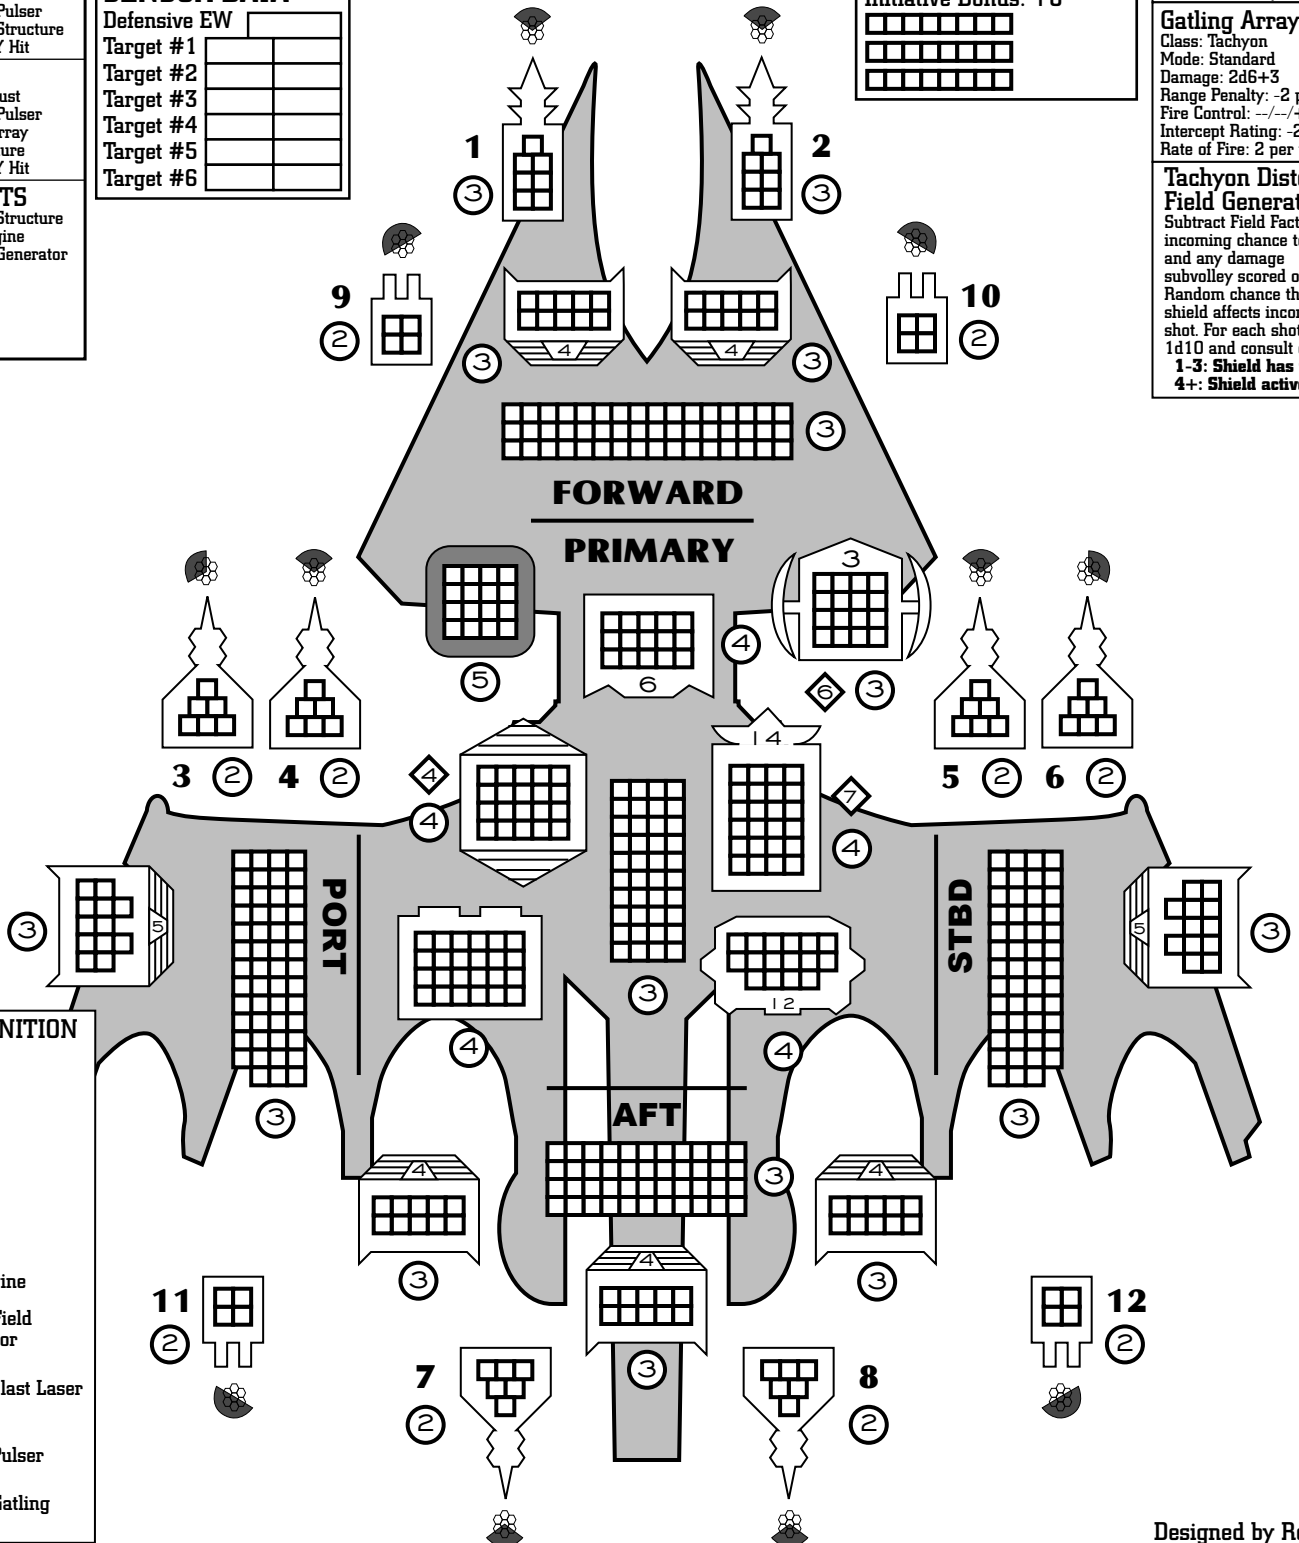 Pulser
Structure
Hit
ust
Pulser
rray
ure
Hit
TS
Structure
gine
Generator
Defensive EW
Target #1
Target #2
Target #3
Target #4
Target #5
Target #6
Gatling Array
Class: Tachyon
Mode: Standard
Damage: 2d6+3
Range Penalty: -2 p
Fire Control: --/--/+
Intercept Rating: -2
Rate of Fire: 2 per
Tachyon Disto
Field Generat
Subtract Field Fact
incoming chance t
and any damage
subvolley scored o
Random chance th
shield affects incor
shot. For each shot
1d10 and consult
1-3: Shield has
4+: Shield activ
1
3
2
3
9
2
10
2
4
3
4
3
3
FORWARD
PRIMARY
5
6
4
3
6
3
3
2
4
2
5
2
6
2
4
4
14
7
4
PORT
STBD
5
3
5
3
3
3
3
4
12
4
AFT
3
4
3
4
3
4
3
11
2
12
2
7
2
8
2
NITION
ine
Field
or
last Laser
Pulser
Gatling
Designed by R